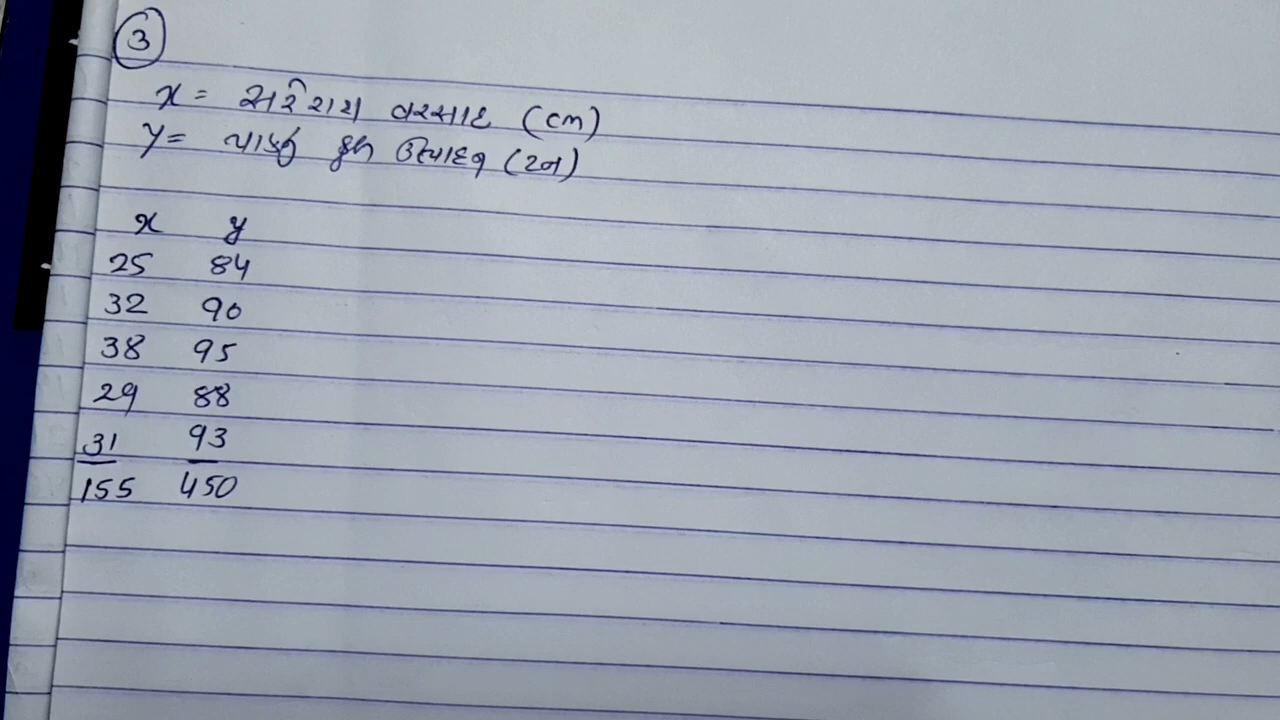 3
x = સરેરાશ વરસાદ (cm)
y = પાકનું કુલ ઉત્પાદન (ટન)
x y
25 84
32 90
38 95
29 88
31 93
155 450